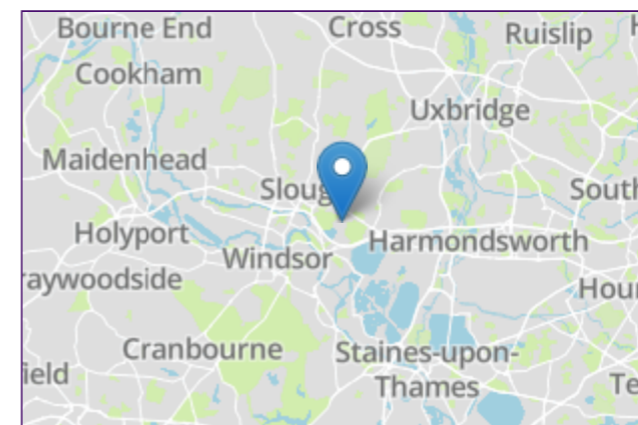 Bourne End
Cross
Ruislip
Cookham
Uxbridge
Maidenhead
Sloug
South
Holyport
Harmondsworth
Windsor
raywoodside
Houn
Cranbourne
Staines-upon-
Thames
ield
Te